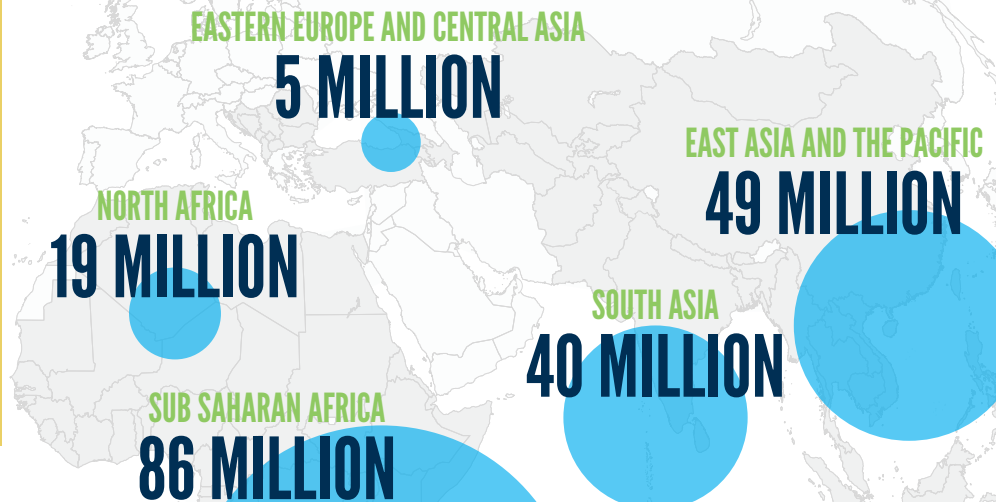 EASTERN EUROPE AND CENTRAL ASIA
5 MILLION
EAST ASIA AND THE PACIFIC
49 MILLION
NORTH AFRICA
19 MILLION
SOUTH ASIA
40 MILLION
SUB SAHARAN AFRICA
86 MILLION